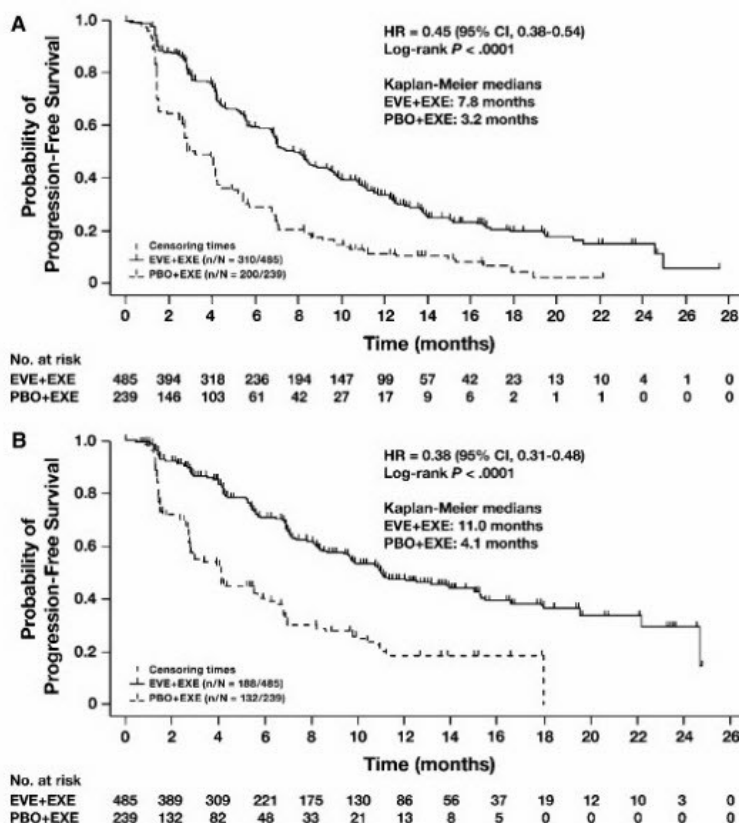 A
Probability of
Progression-Free Survival
1.0
0.8
0.6
0.4
0.2
0
HR = 0.45 (95% CI, 0.38-0.54)
Log-rank P < .0001
Kaplan-Meier medians
EVE+EXE: 7.8 months
PBO+EXE: 3.2 months
Censoring times
EVE+EXE (n/N = 310/485)
PBO+EXE (n/N = 200/239)
0 2 4 6 8 10 12 14 16 18 20 22 24 26 28
Time (months)
No. at risk
EVE+EXE 485 394 318 236 194 147 99 57 42 23 13 10 4 1 0
PBO+EXE 239 146 103 61 42 27 17 9 6 2 1 1 0 0 0
B
Probability of
Progression-Free Survival
1.0
0.8
0.6
0.4
0.2
0
HR = 0.38 (95% CI, 0.31-0.48)
Log-rank P < .0001
Kaplan-Meier medians
EVE+EXE: 11.0 months
PBO+EXE: 4.1 months
Censoring times
EVE+EXE (n/N = 188/485)
PBO+EXE (n/N = 132/239)
0 2 4 6 8 10 12 14 16 18 20 22 24 26
Time (months)
No. at risk
EVE+EXE 485 389 309 221 175 130 86 56 37 19 12 10 3 0
PBO+EXE 239 132 82 48 33 21 13 8 5 0 0 0 0 0